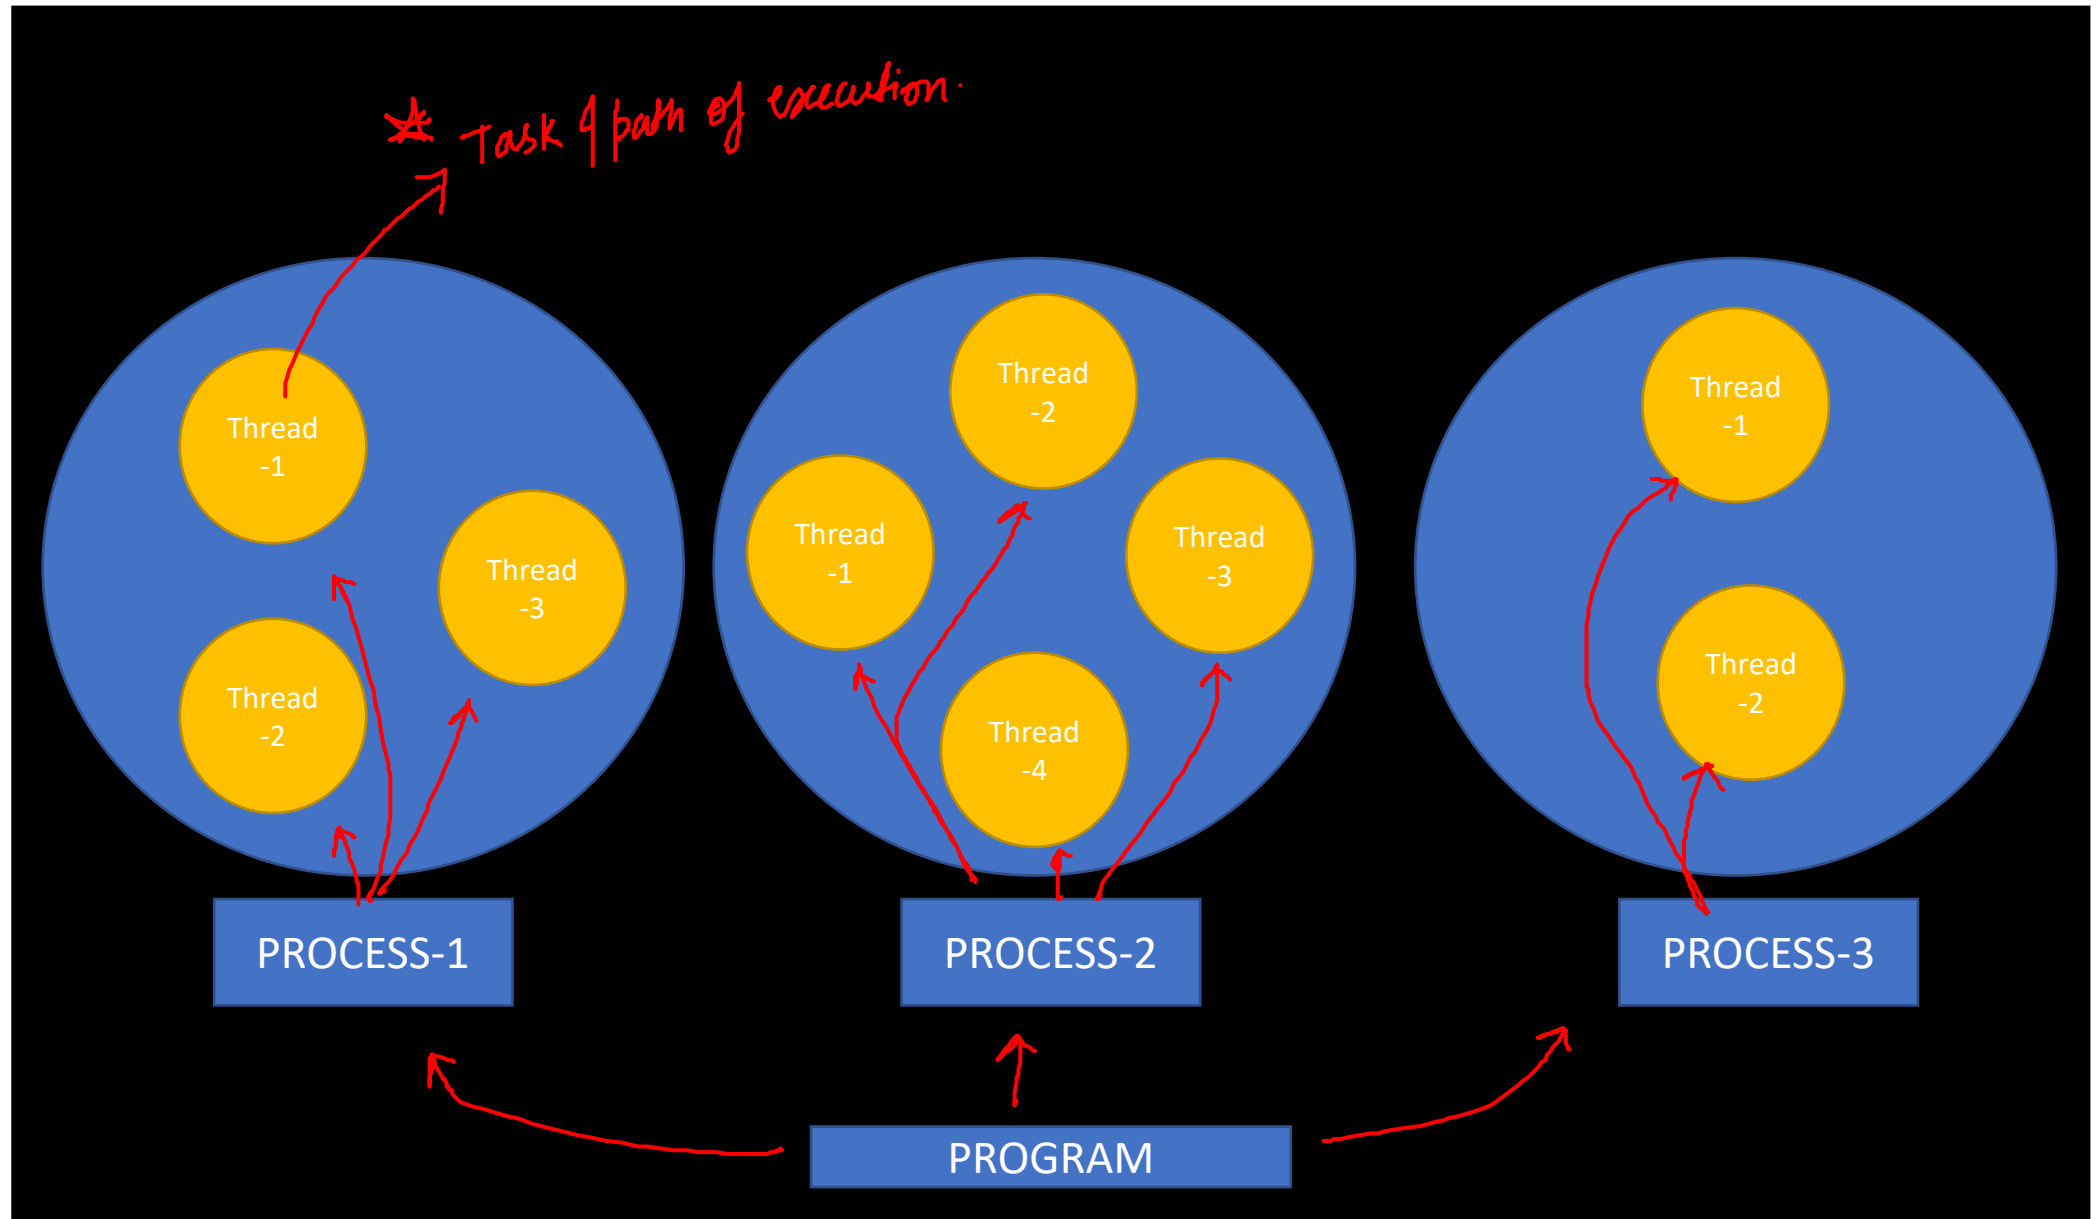 Task / path of execution.
Thread
-1
Thread
-2
Thread
-3
Thread
-1
Thread
-2
Thread
-3
Thread
-4
Thread
-1
Thread
-2
PROCESS-1
PROCESS-2
PROCESS-3
PROGRAM